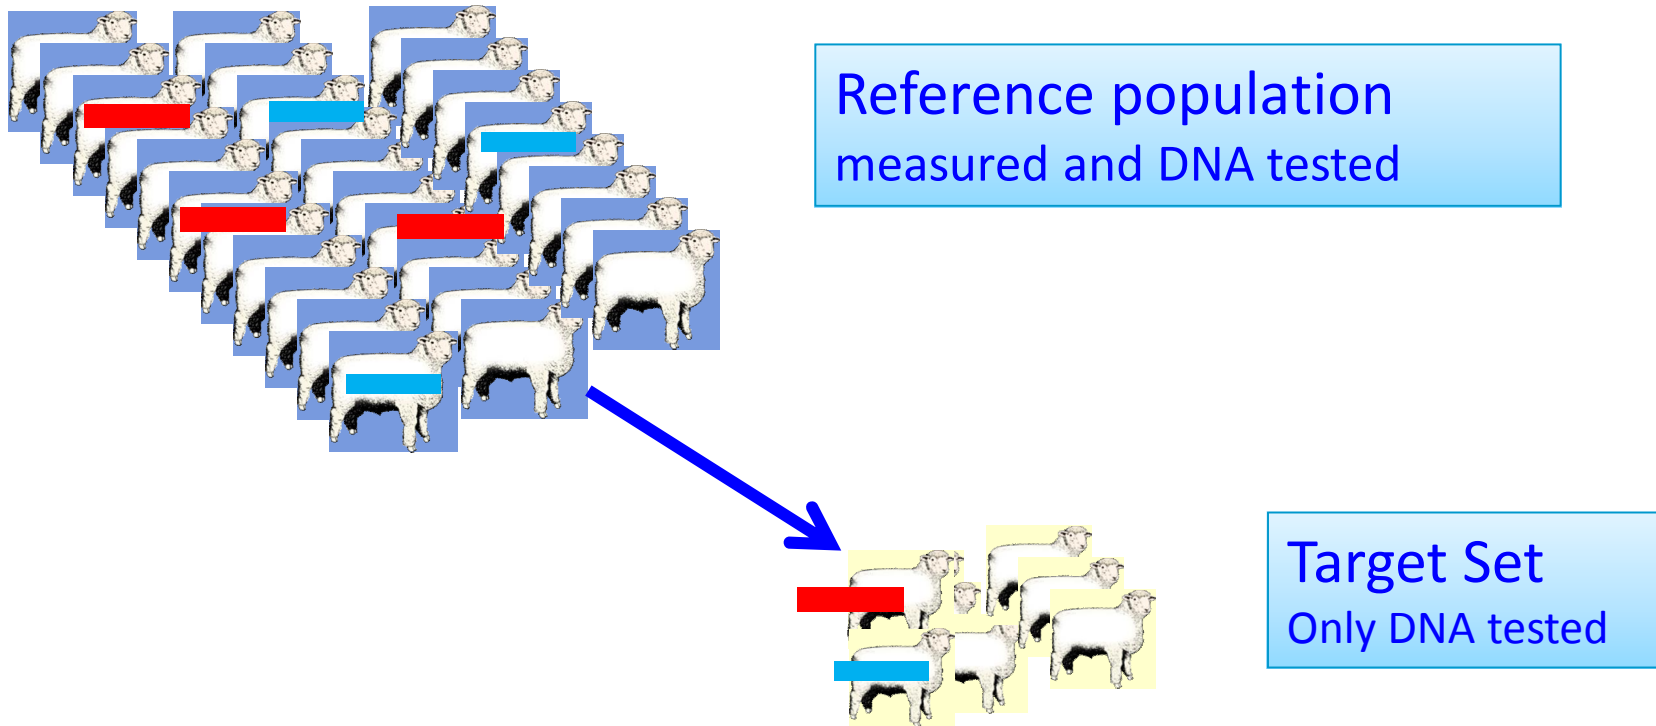 Reference population
measured and DNA tested
Target Set
Only DNA tested